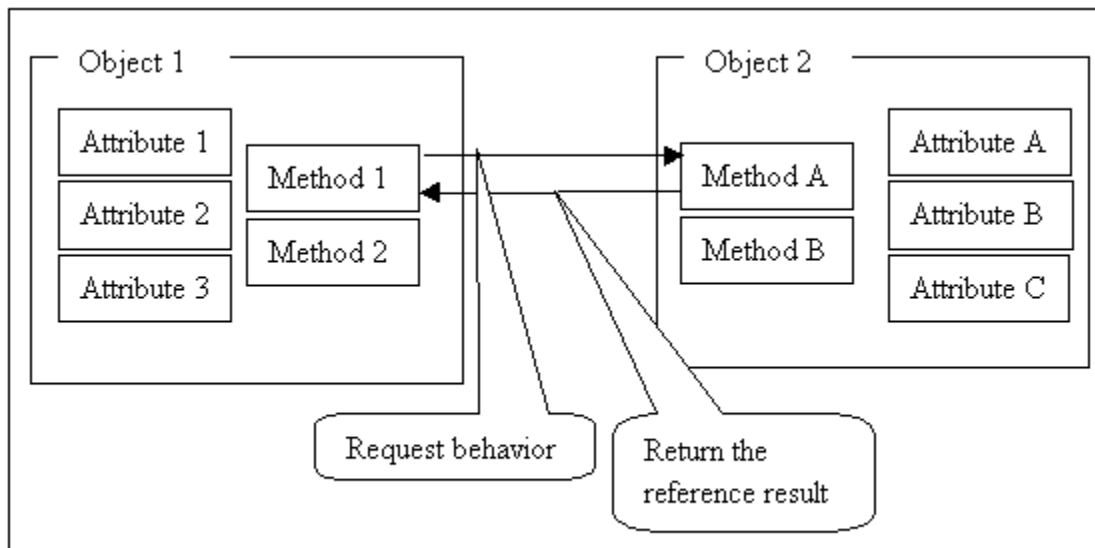 Object 1
Attribute 1
Attribute 2
Attribute 3
Method 1
Method 2
Object 2
Method A
Method B
Attribute A
Attribute B
Attribute C
Request behavior
Return the
reference result